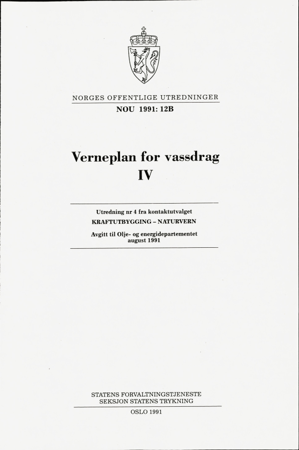 NORGES OFFENTLIGE UTREDNINGER
NOU 1991: 12B
Verneplan for vassdrag
IV
Utredning nr 4 fra kontaktutvalget
KRAFTUTBYGGING – NATURVERN
Avgitt til Olje- og energidepartementet
august 1991
STATENS FORVALTNINGSTJENESTE
SEKSJON STATENS TRYKNING
OSLO 1991